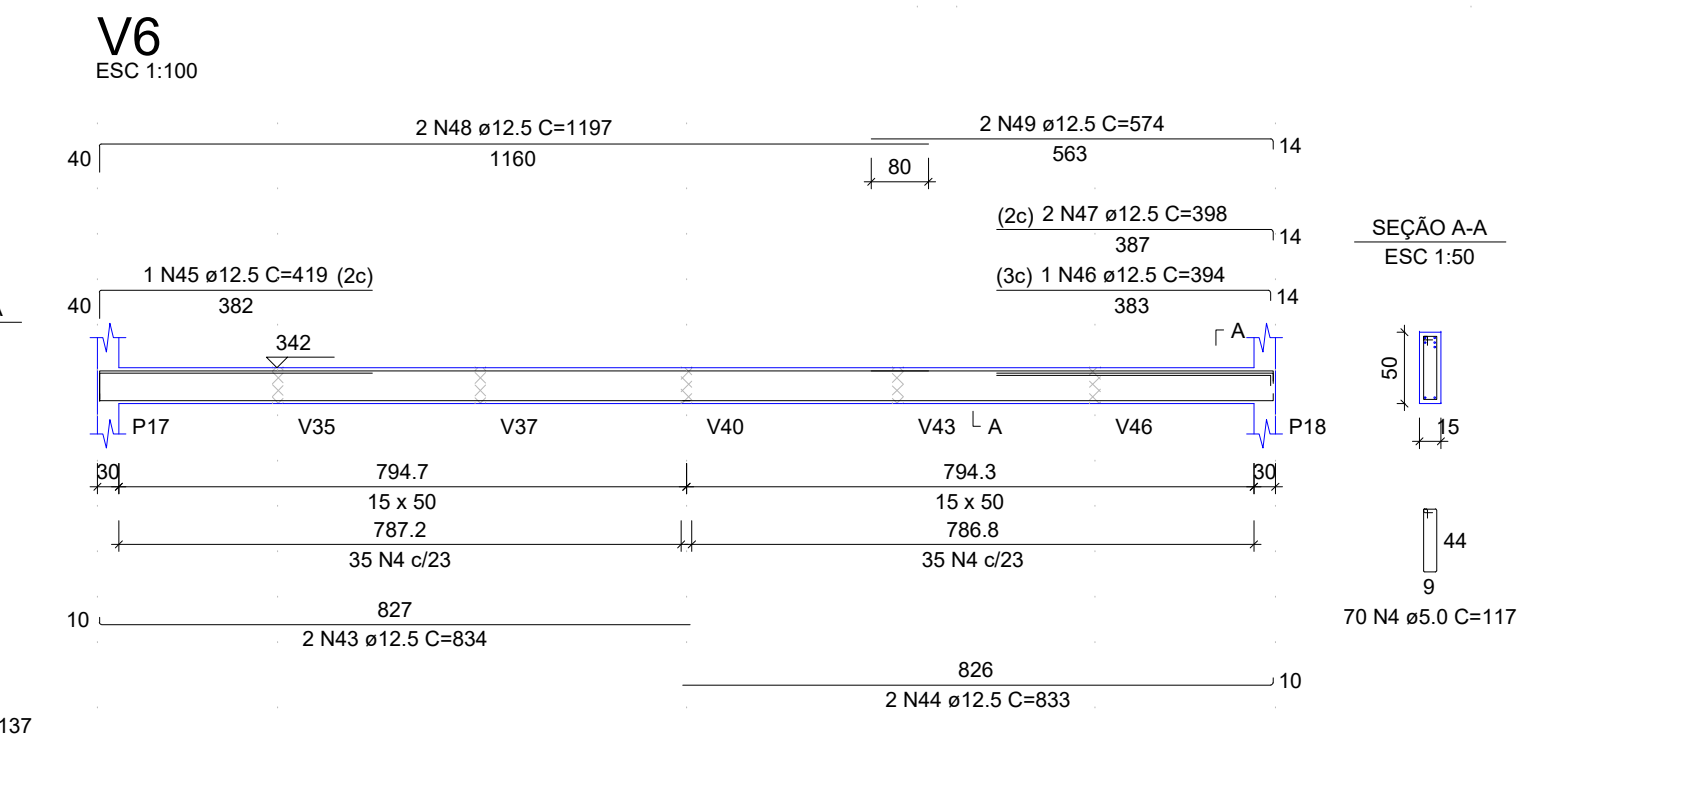 V6
ESC 1:100
2 N48 ø12.5 C=1197
2 N49 ø12.5 C=574
40
1160
563
14
80
(2c) 2 N47 ø12.5 C=398
387
14
SEÇÃO A-A
ESC 1:50
1 N45 ø12.5 C=419 (2c)
(3c) 1 N46 ø12.5 C=394
40
382
383
14
342
A
50
P17
V35
V37
V40
V43
A
V46
P18
15
30
794.7
794.3
30
15 x 50
15 x 50
787.2
786.8
35 N4 c/23
35 N4 c/23
44
9
70 N4 ø5.0 C=117
10
827
2 N43 ø12.5 C=834
826
10
2 N44 ø12.5 C=833
137